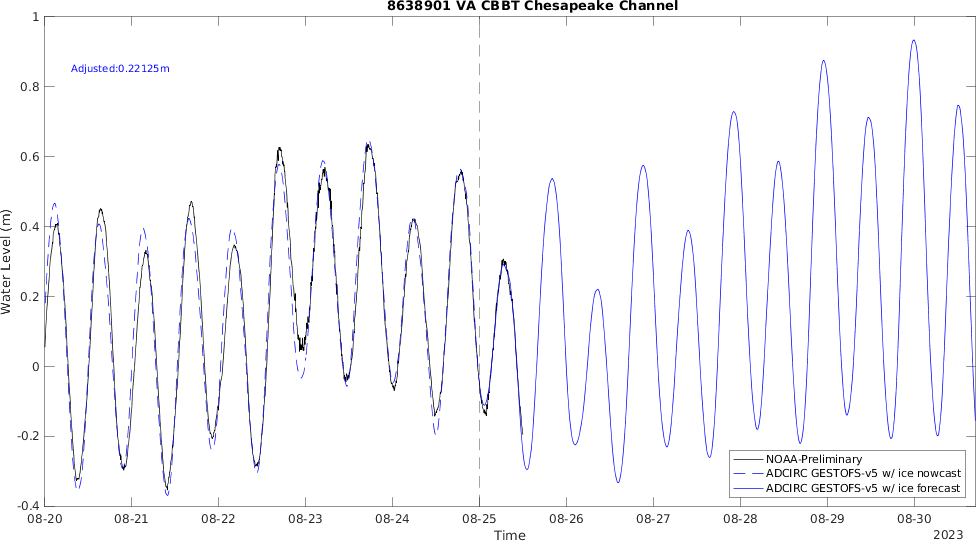 8638901 VA CBBT Chesapeake Channel
Adjusted:0.22125m
Water Level (m)
1
0.8
0.6
0.4
0.2
0
-0.2
-0.4
NOAA-Preliminary
ADCIRC GESTOFS-v5 w/ ice nowcast
ADCIRC GESTOFS-v5 w/ ice forecast
08-20 08-21 08-22 08-23 08-24 08-25 08-26 08-27 08-28 08-29 08-30
Time
2023